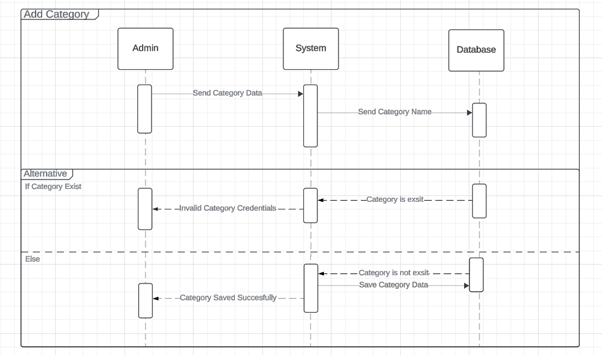 Add Category
Admin
System
Database
Send Category Data
Send Category Name
Alternative
If Category Exist
Category is exsit
Invalid Category Credentials
Else
Category is not exsit
Save Category Data
Category Saved Succesfully